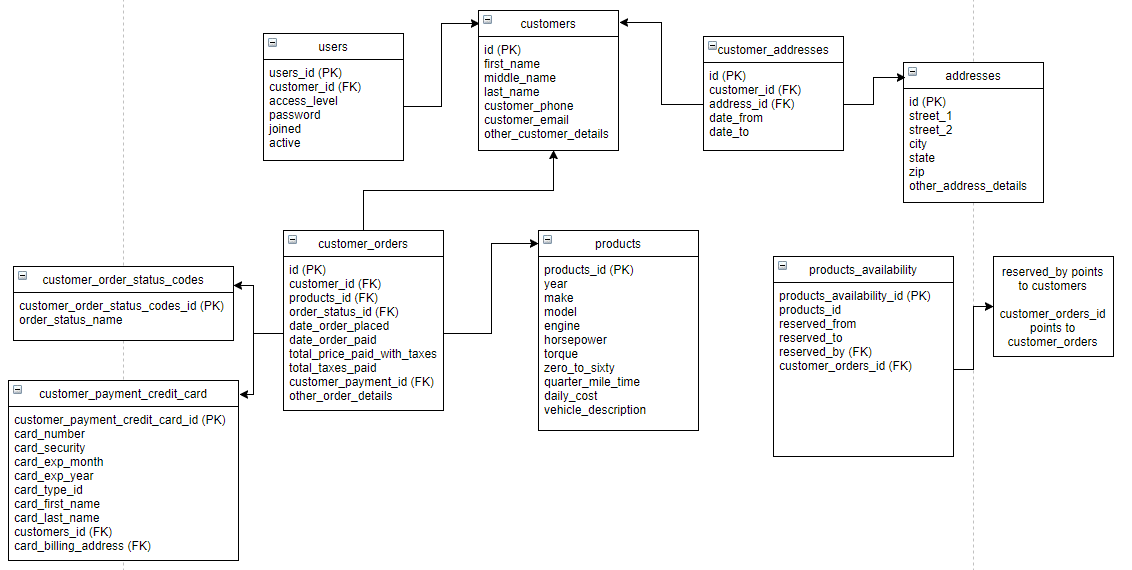 users
users_id (PK)
customer_id (FK)
access_level
password
joined
active
customers
id (PK)
first_name
middle_name
last_name
customer_phone
customer_email
other_customer_details
customer_addresses
id (PK)
customer_id (FK)
address_id (FK)
date_from
date_to
addresses
id (PK)
street_1
street_2
city
state
zip
other_address_details
customer_order_status_codes
customer_order_status_codes_id (PK)
order_status_name
customer_orders
id (PK)
customer_id (FK)
products_id (FK)
order_status_id (FK)
date_order_placed
date_order_paid
total_price_paid_with_taxes
total_taxes_paid
customer_payment_id (FK)
other_order_details
products
products_id (PK)
year
make
model
engine
horsepower
torque
zero_to_sixty
quarter_mile_time
daily_cost
vehicle_description
products_availability
products_availability_id (PK)
products_id
reserved_from
reserved_to
reserved_by (FK)
customer_orders_id (FK)
reserved_by points
to customers
customer_orders_id
points to
customer_orders
customer_payment_credit_card
customer_payment_credit_card_id (PK)
card_number
card_security
card_exp_month
card_exp_year
card_type_id
card_first_name
card_last_name
customers_id (FK)
card_billing_address (FK)